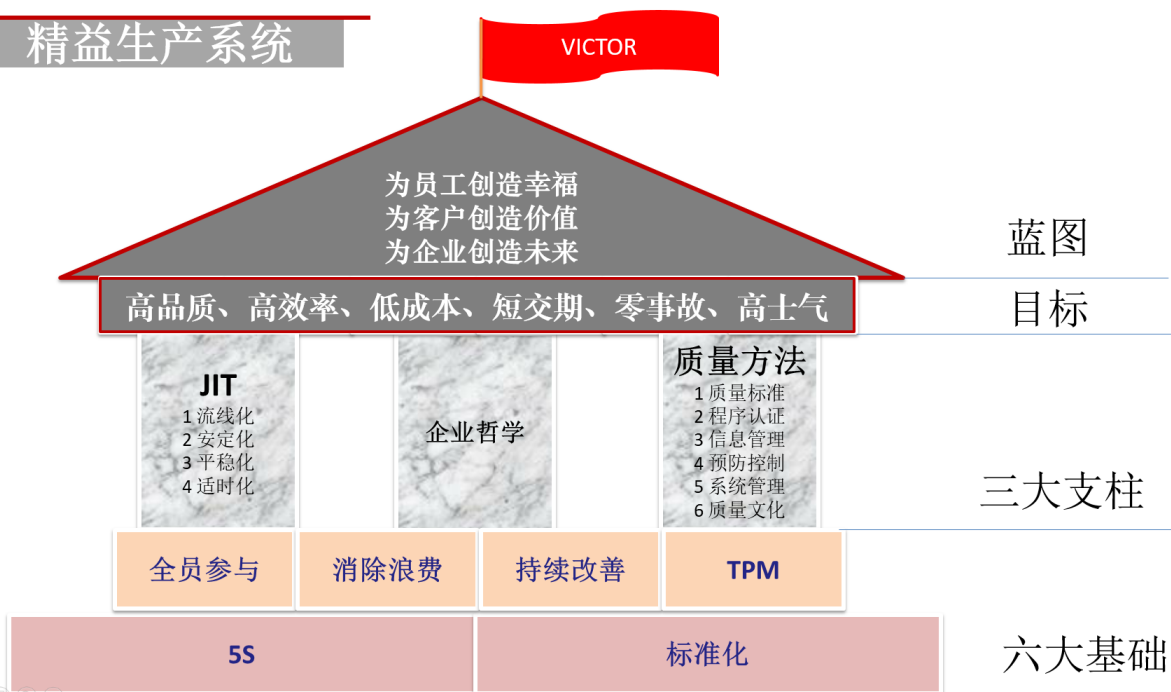 精益生产系统
VICTOR
为员工创造幸福
为客户创造价值
为企业创造未来
蓝图
高品质、高效率、低成本、短交期、零事故、高士气
目标
JIT
1 流线化
2 安定化
3 平稳化
4 适时化
企业哲学
质量方法
1 质量标准
2 程序认证
3 信息管理
4 预防控制
5 系统管理
6 质量文化
三大支柱
全员参与
消除浪费
持续改善
TPM
5S
标准化
六大基础